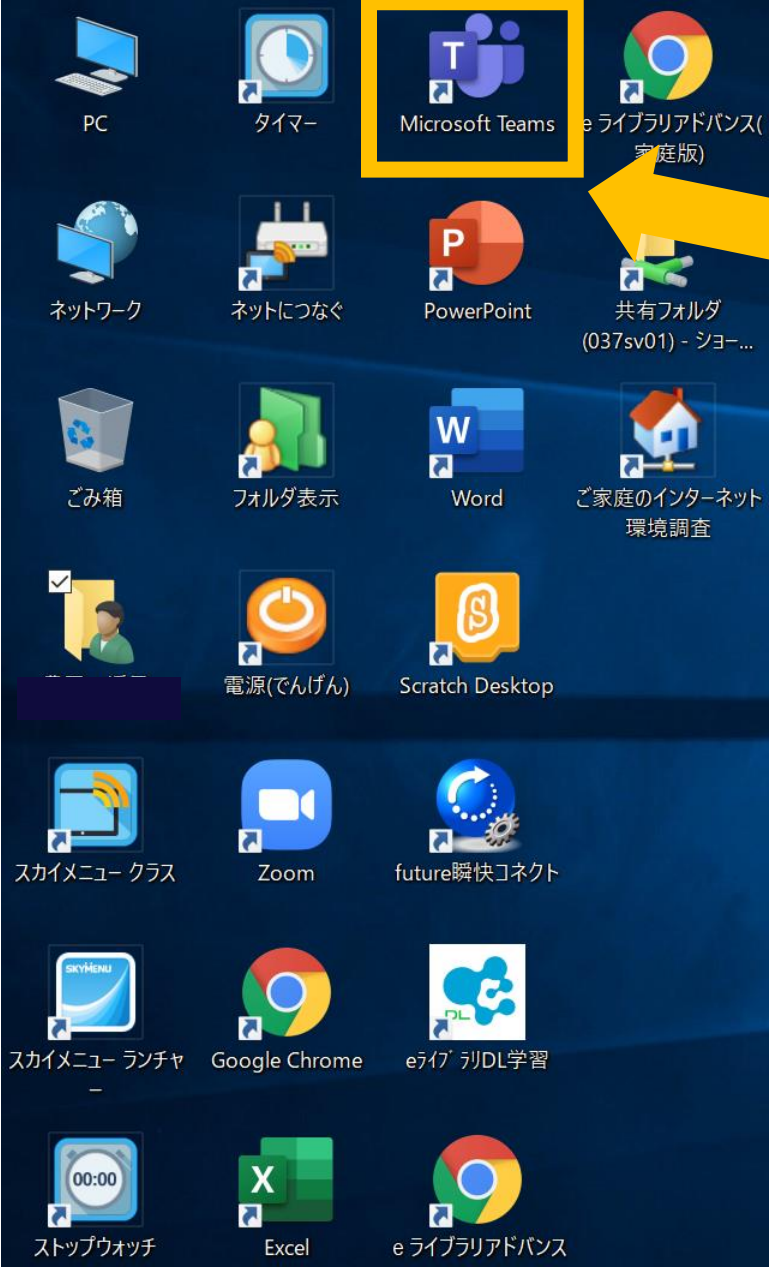 PC
タイマー
Microsoft Teams
e ライブラリアドバンス(
家庭版)
ネットワーク
ネットにつなぐ
PowerPoint
共有フォルダ
(037sv01) - ショー...
ごみ箱
フォルダ表示
Word
ご家庭のインターネット
環境調査
電源(でんげん)
Scratch Desktop
スカイメニュー クラス
Zoom
future瞬快コネクト
SKYMENU
スカイメニュー ランチャ
ー
Google Chrome
DL
eライブラリDL学習
00:00
ストップウォッチ
Excel
e ライブラリアドバンス